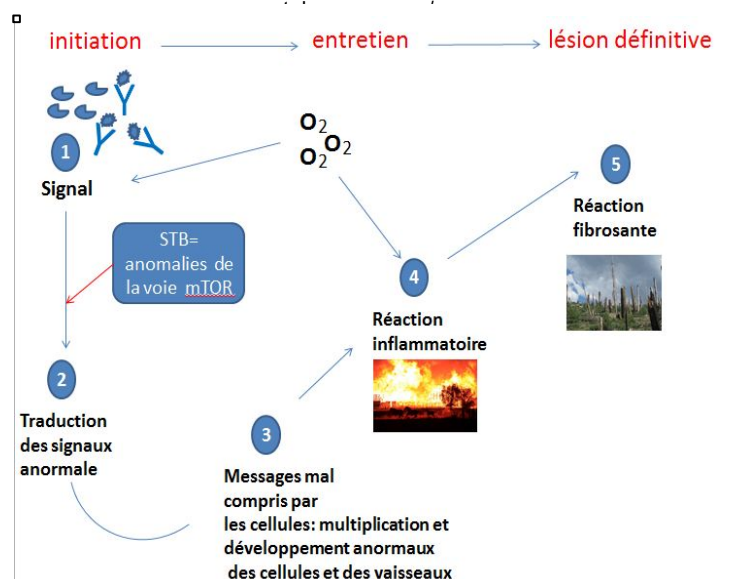 initiation
entretien
lésion définitive
O2
O2
O2
1
Signal
STB=
anomalies de
la voie mTOR
2
Traduction
des signaux
anormale
3
Messages mal
compris par
les cellules: multiplication et
développement anormaux
des cellules et des vaisseaux
4
Réaction
inflammatoire
5
Réaction
fibrosante